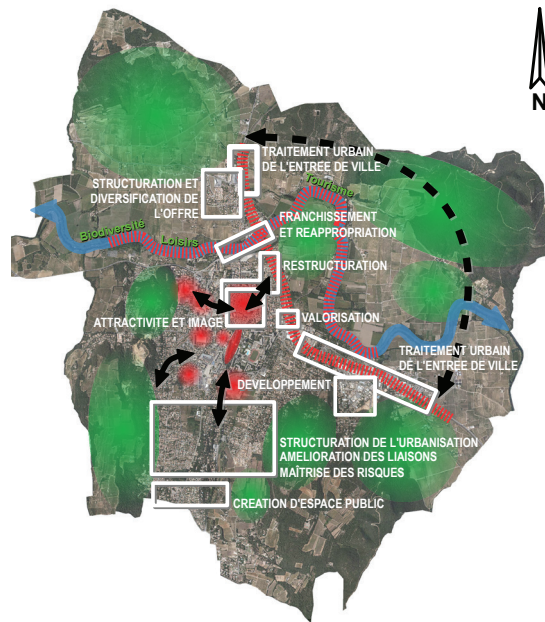 N
TRAITEMENT URBAIN
DE L'ENTREE DE VILLE
STRUCTURATION ET
DIVERSIFICATION DE
L'OFFRE
Tourisme
Biodiversité
Loisirs
FRANCHISSEMENT
ET REAPPROPRIATION
RESTRUCTURATION
ATTRACTIVITE ET IMAGE
VALORISATION
TRAITEMENT URBAIN
DE L'ENTREE DE VILLE
DEVELOPPEMENT
STRUCTURATION DE L'URBANISATION
AMELIORATION DES LIAISONS
MAÎTRISE DES RISQUES
CREATION D'ESPACE PUBLIC